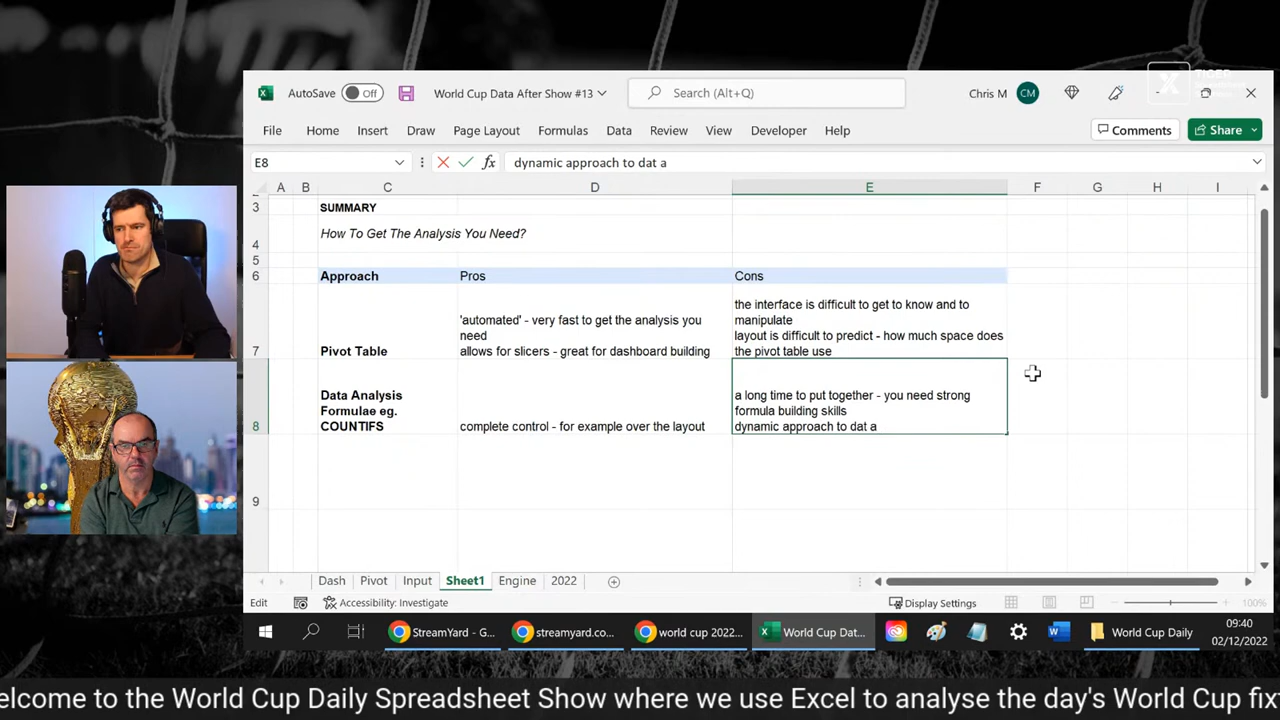 AutoSave Off World Cup Data After Show #13 Search (Alt+Q) Chris M CM
TIGER
File Home Insert Draw Page Layout Formulas Data Review View Developer Help Comments Share
E8 fx dynamic approach to dat a
A B C D E F G H I
3 SUMMARY
4 How To Get The Analysis You Need?
5
6 Approach Pros Cons
the interface is difficult to get to know and to
'automated' - very fast to get the analysis you manipulate
need layout is difficult to predict - how much space does
7 Pivot Table allows for slicers - great for dashboard building the pivot table use
Data Analysis a long time to put together - you need strong
Formulae eg. formula building skills
8 COUNTIFS complete control - for example over the layout dynamic approach to dat a
9
Dash Pivot Input Sheet1 Engine 2022
Edit Accessibility: Investigate Display Settings 100%
StreamYard - G... streamyard.co... world cup 2022... World Cup Dat... World Cup Daily 09:40
02/12/2022
elcome to the World Cup Daily Spreadsheet Show where we use Excel to analyse the day's World Cup fix